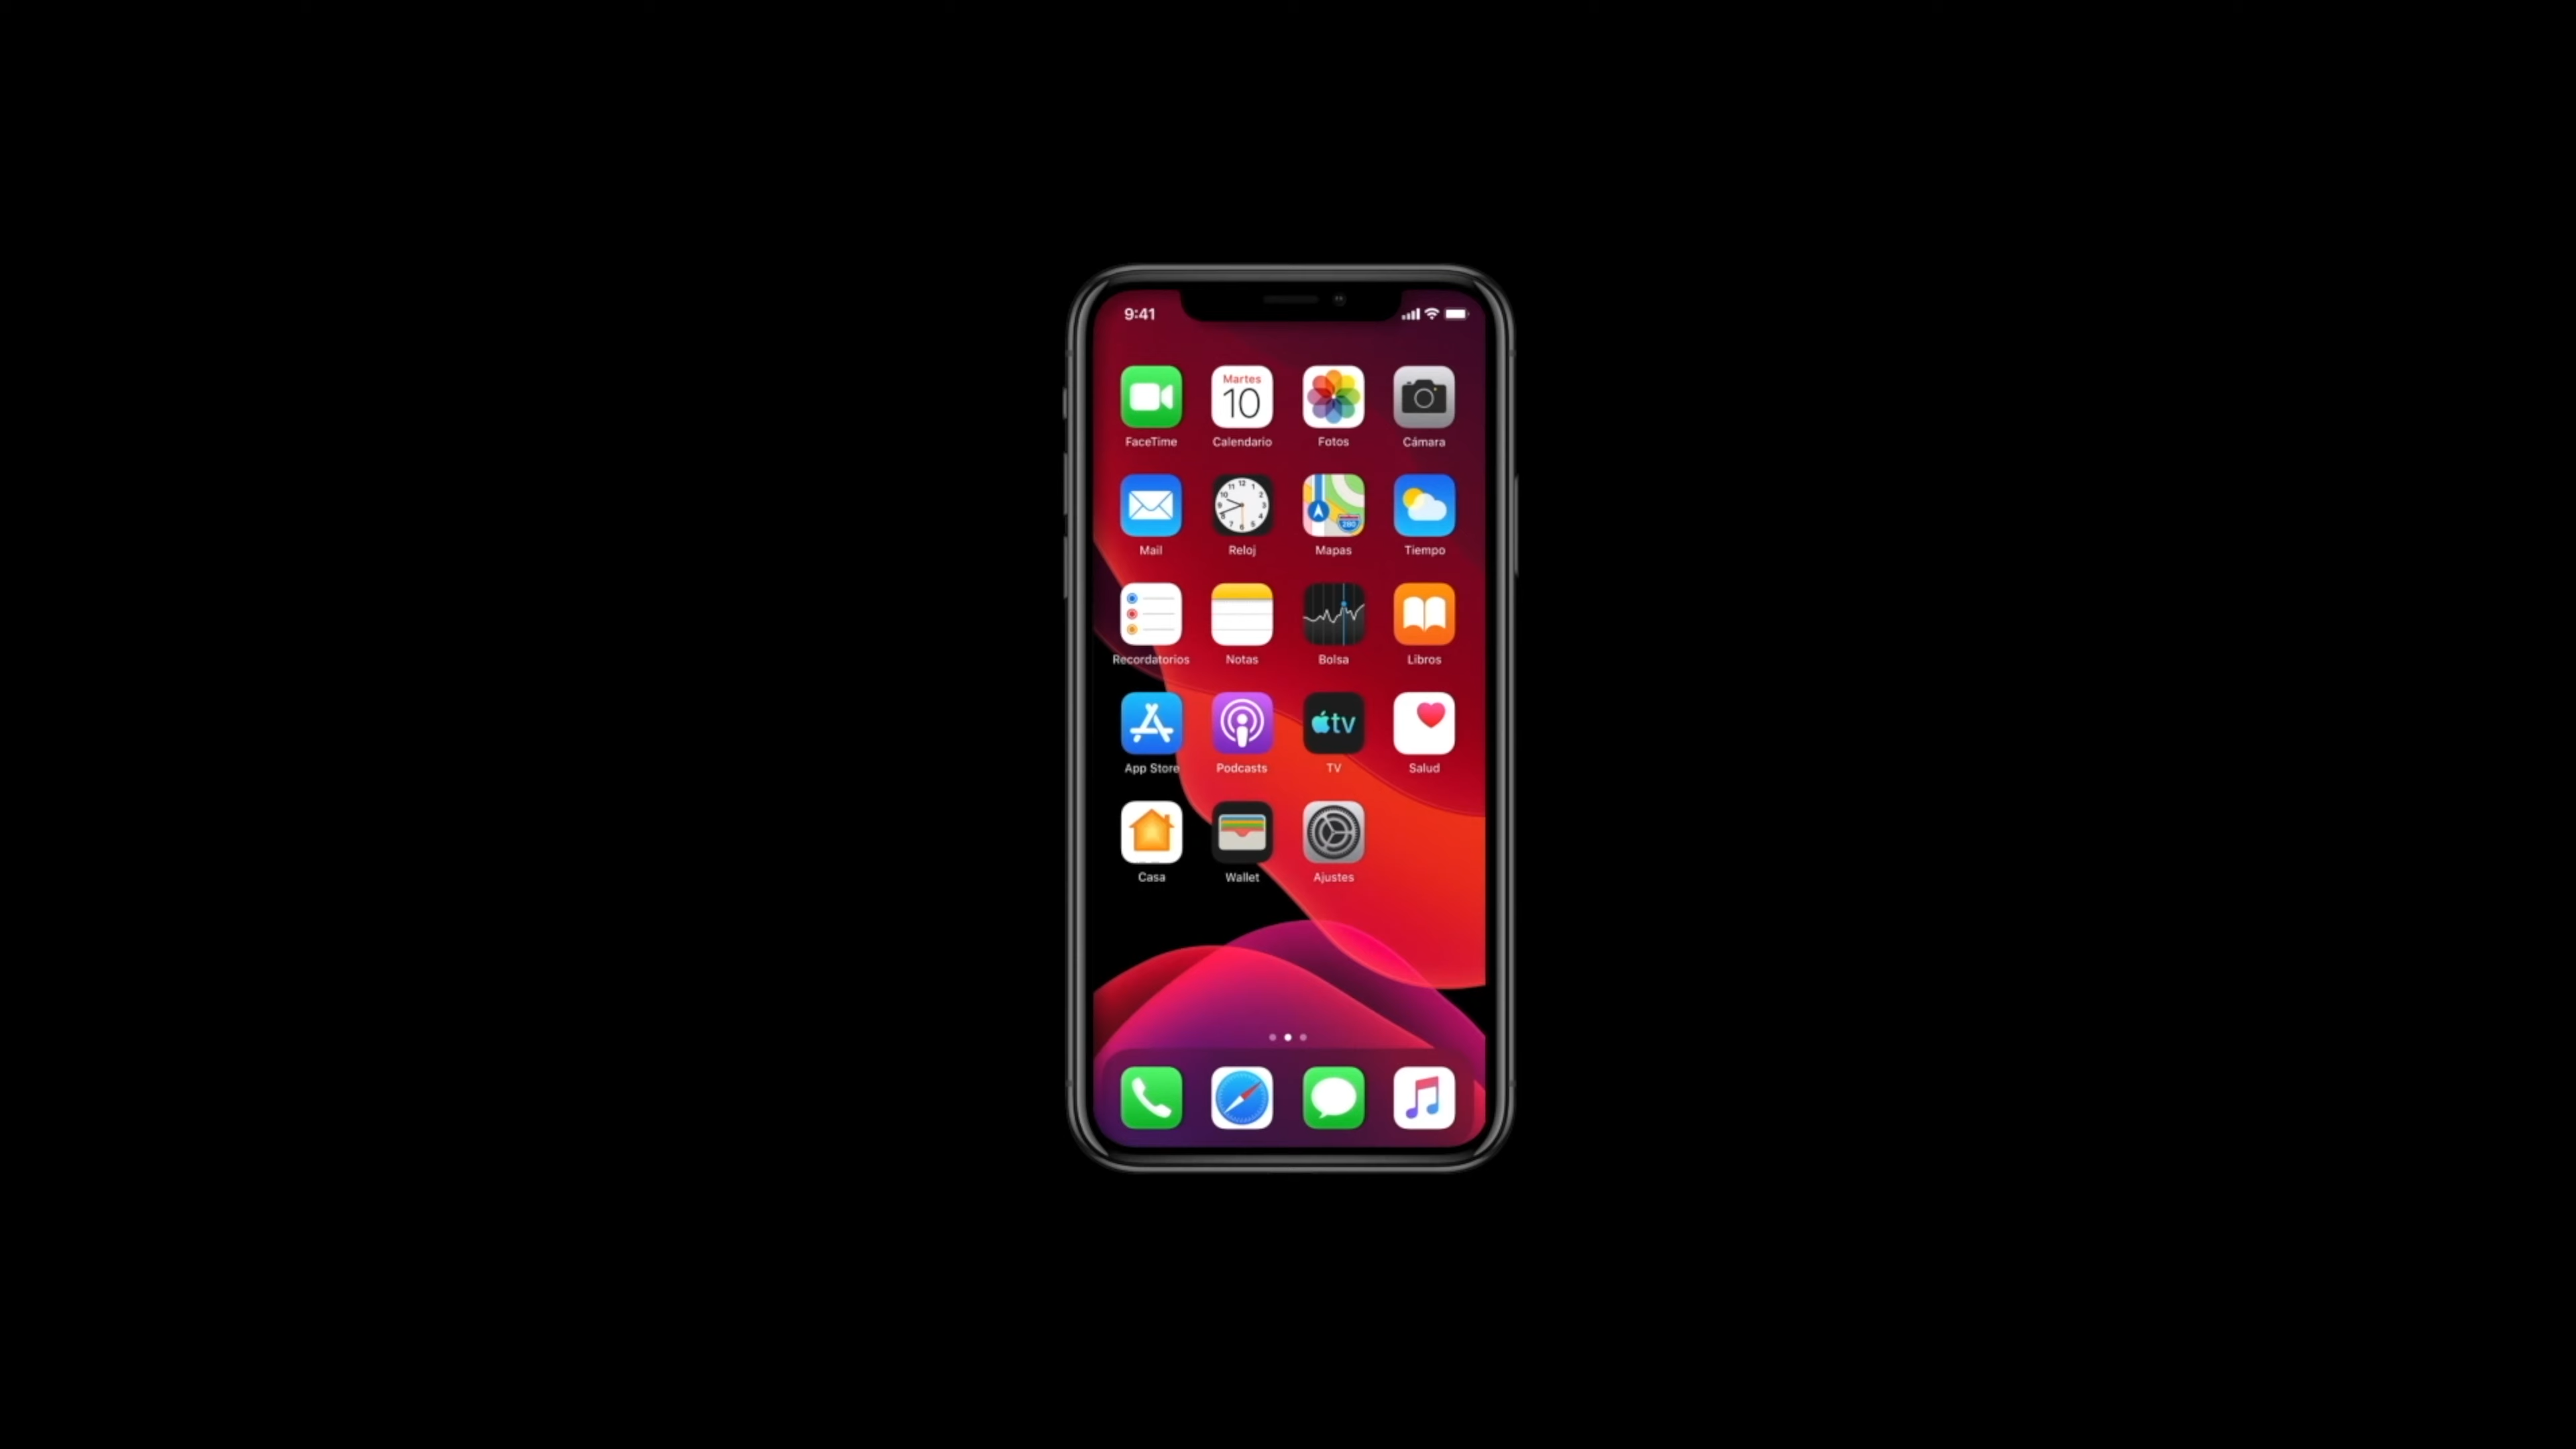 9:41
Martes
10
FaceTime Calendario Fotos Cámara
280
Mail Reloj Mapas Tiempo
Recordatorios Notas Bolsa Libros
tv
App Store Podcasts TV Salud
Casa Wallet Ajustes